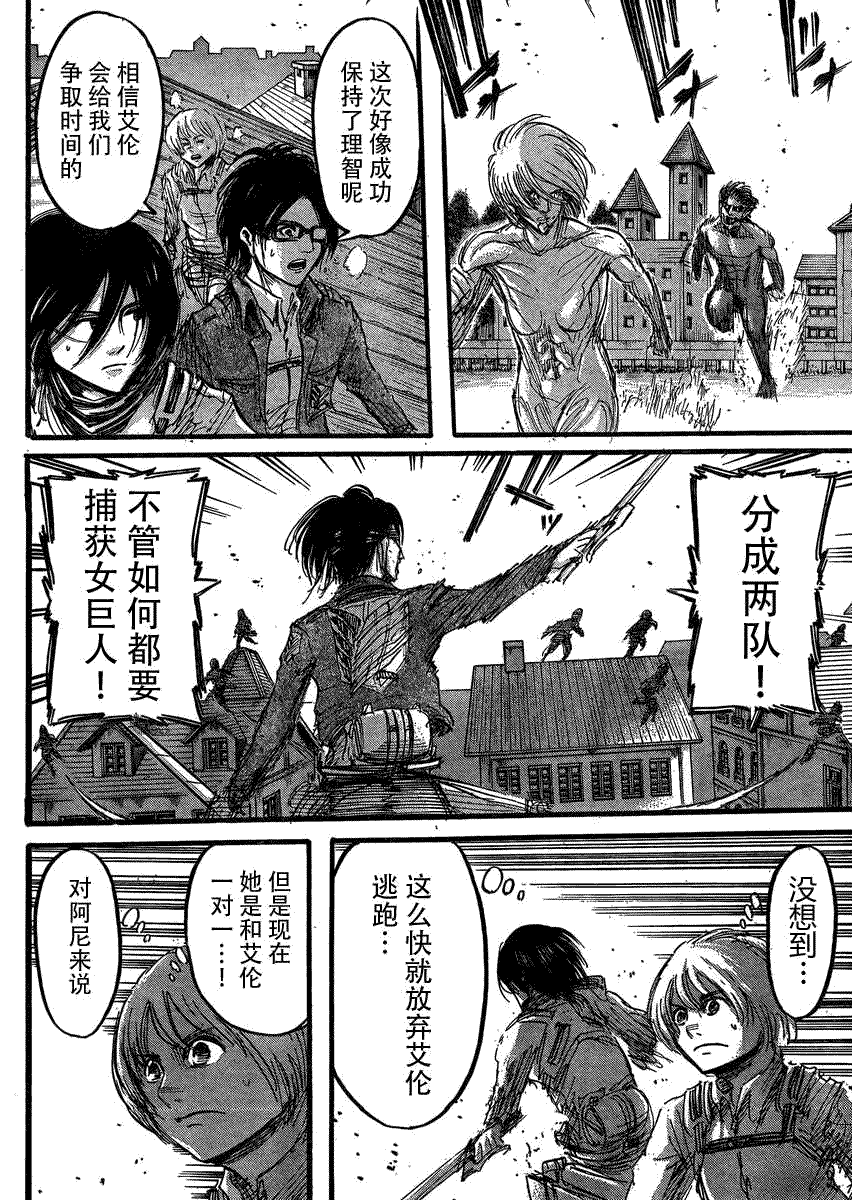 这次好像成功
保持了理智呢
相信艾伦
会给我们
争取时间的
分成两队！
不管如何都要
捕获女巨人！
没想到…
这么快就放弃艾伦
逃跑…
但是现在
她是和艾伦
一对一…！
对阿尼来说